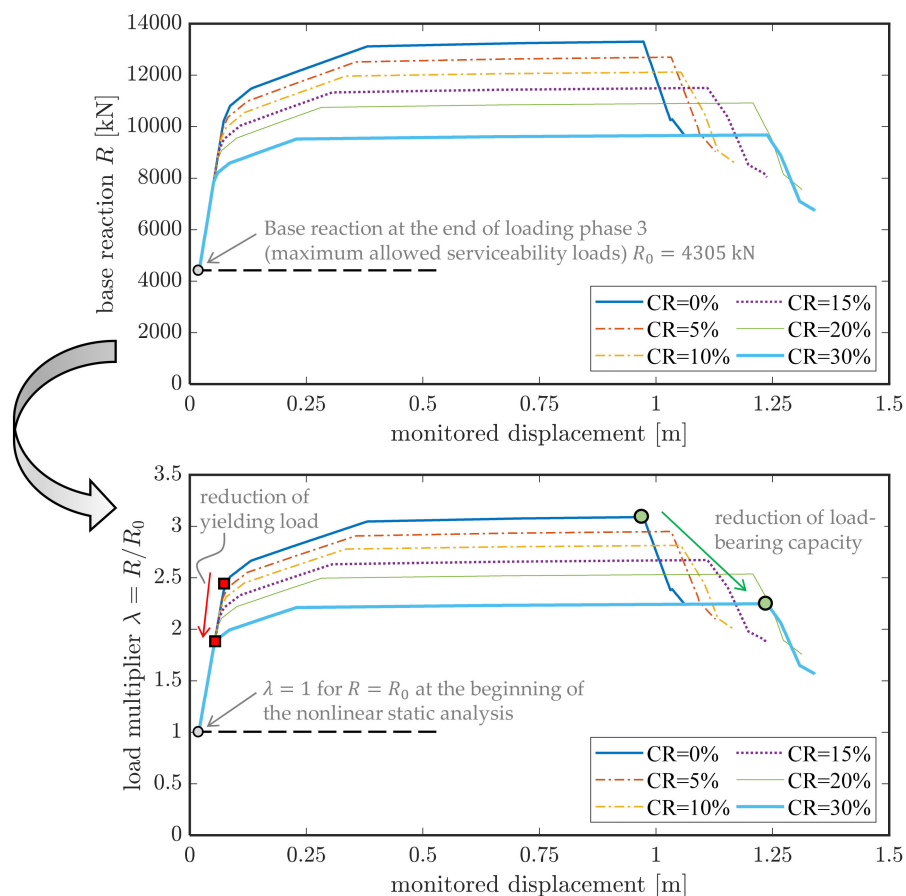 14000
12000
10000
8000
6000
4000
2000
0
base reaction R [kN]
Base reaction at the end of loading phase 3
(maximum allowed serviceability loads) R₀ = 4305 kN
CR=0% CR=15%
CR=5% CR=20%
CR=10% CR=30%
0 0.25 0.5 0.75 1 1.25 1.5
monitored displacement [m]
3.5
3
2.5
2
1.5
1
0.5
0
load multiplier λ = R/R₀
reduction of
yielding load
reduction of load-
bearing capacity
λ = 1 for R = R₀ at the beginning of
the nonlinear static analysis
CR=0% CR=15%
CR=5% CR=20%
CR=10% CR=30%
0 0.25 0.5 0.75 1 1.25 1.5
monitored displacement [m]